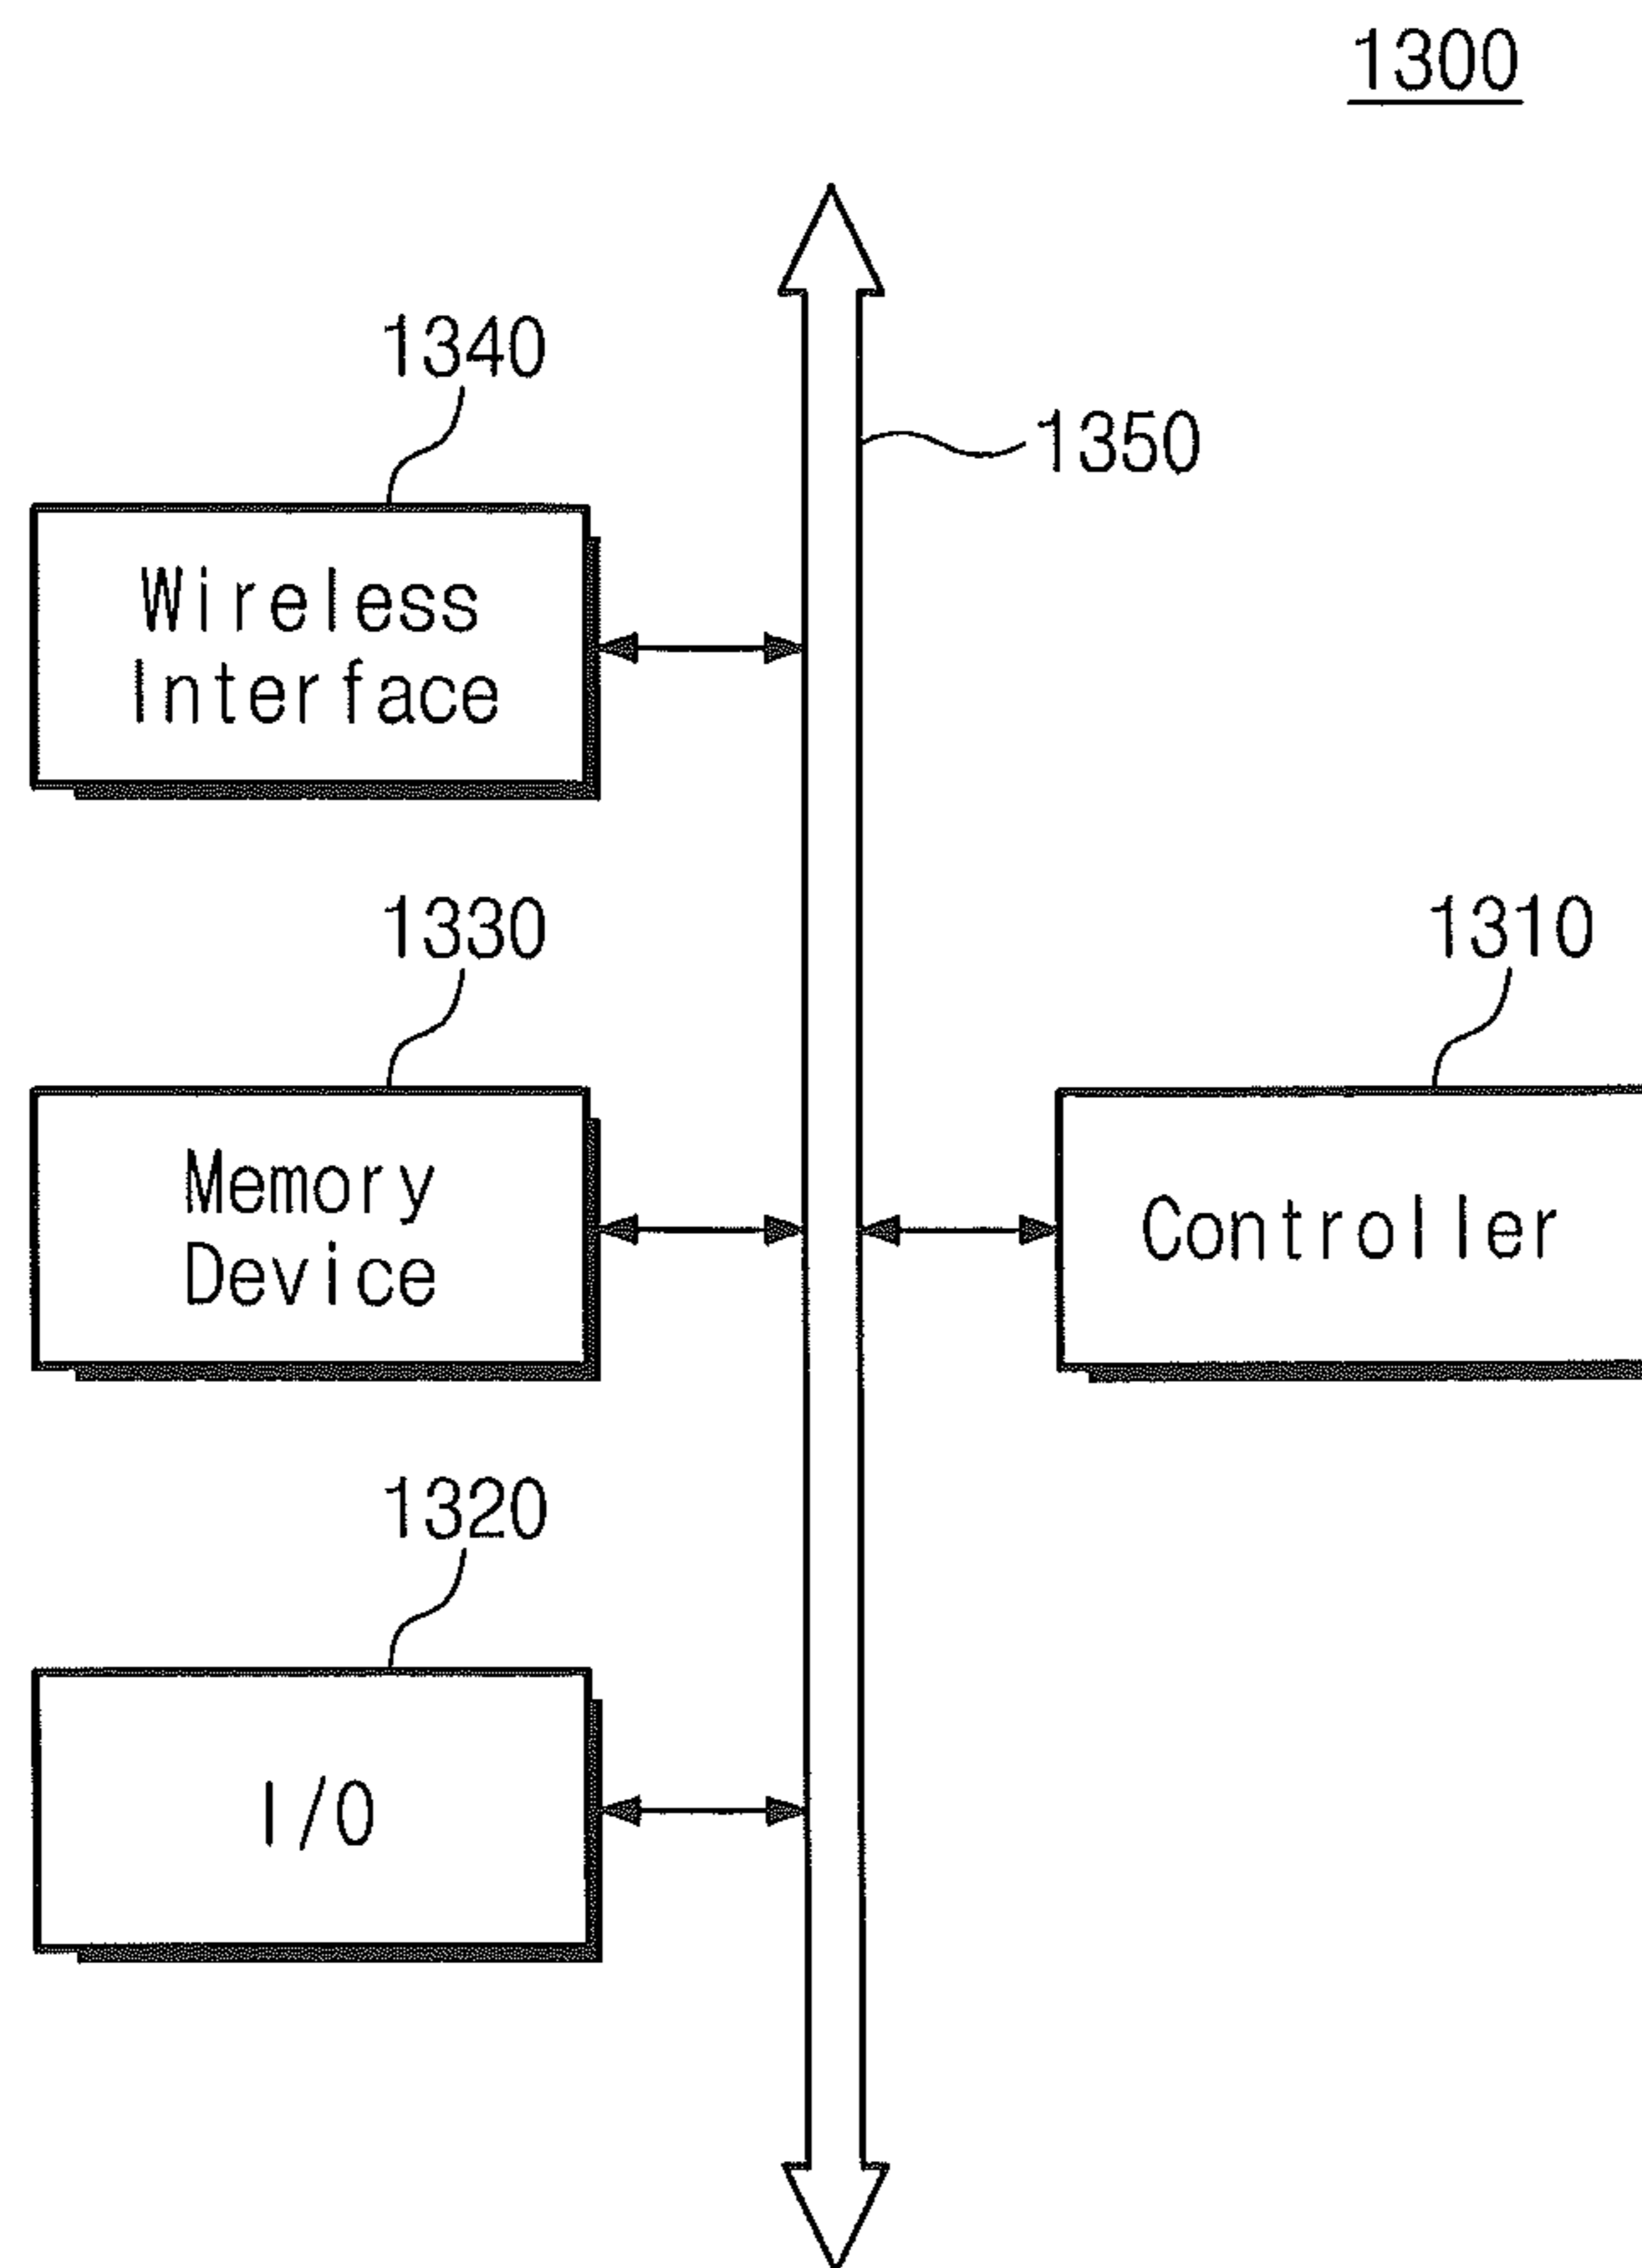 1300
1340
1350
Wireless
Interface
1330
1310
Memory
Device
Controller
1320
I/O